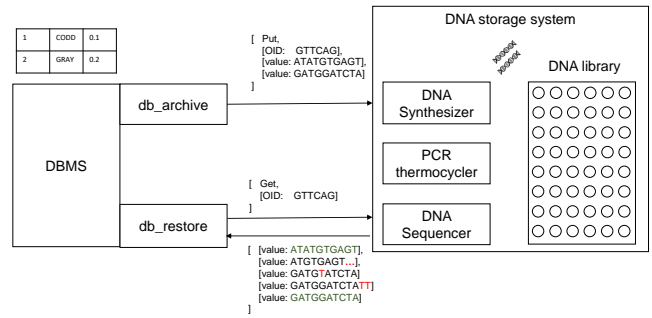 DNA storage system
1 CODD 0.1
2 GRAY 0.2
[ Put,
[OID: GTTCAG],
[value: ATATGTGAGT],
[value: GATGGATCTA]
]
DNA library
db_archive
DNA
Synthesizer
DBMS
PCR
thermocycler
[ Get,
[OID: GTTCAG]
]
db_restore
DNA
Sequencer
[ [value: ATATGTGAGT],
[value: ATGTGAGT...],
[value: GATGTATCTA]
[value: GATGGATCTATT]
[value: GATGGATCTA]
]